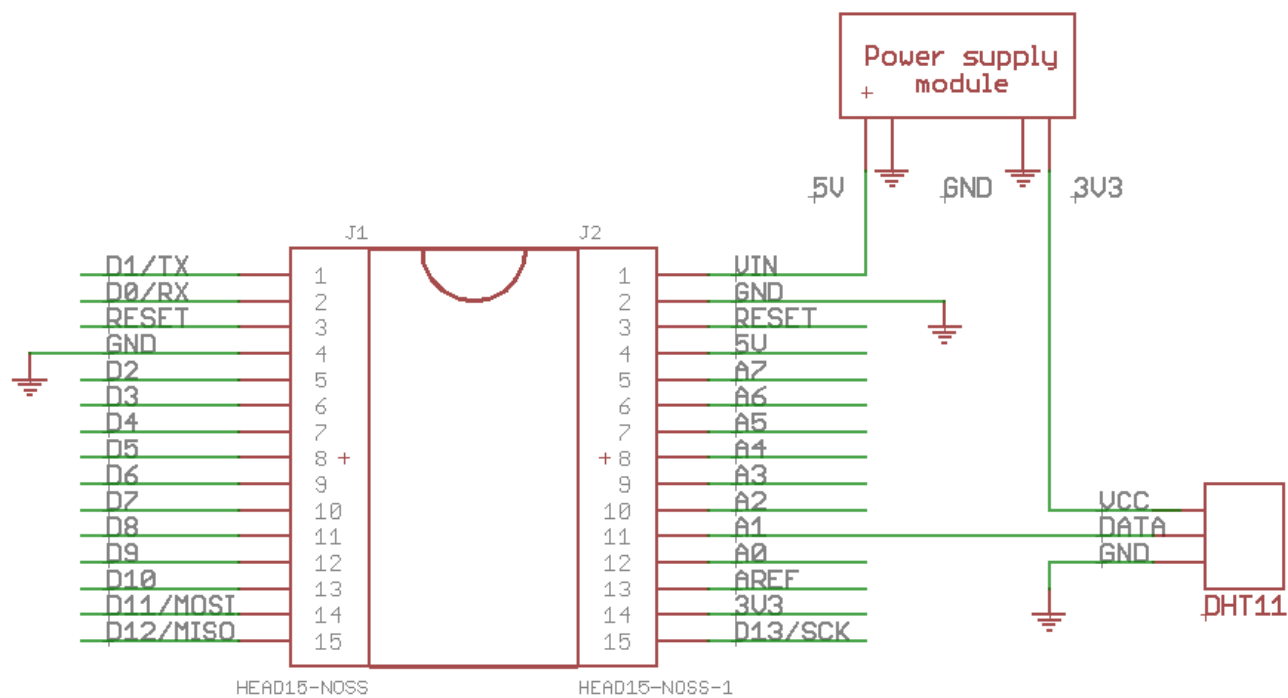 Power supply
module
5V
GND
3V3
J1
J2
D1/TX 1
D0/RX 2
RESET 3
GND 4
D2 5
D3 6
D4 7
D5 8
D6 9
D7 10
D8 11
D9 12
D10 13
D11/MOSI 14
D12/MISO 15
1 VIN
2 GND
3 RESET
4 5V
5 A7
6 A6
7 A5
8 A4
9 A3
10 A2
11 A1
12 A0
13 AREF
14 3V3
15 D13/SCK
VCC
DATA
GND
DHT11
HEAD15-NOSS
HEAD15-NOSS-1